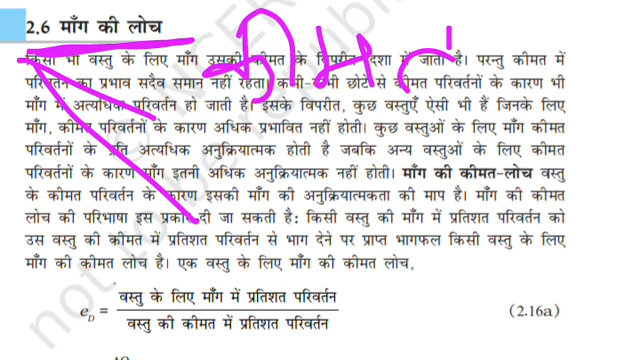 2.6 माँग की लोच
किसी भी वस्तु के लिए माँग उसकी कीमत के विपरीत दिशा में जाती है। परन्तु कीमत में
परिवर्तन का प्रभाव सदैव नहीं रहता। कभी-कभी छोटे से कीमत परिवर्तनों के कारण भी
माँग में अत्यधिक परिवर्तन हो जाती है। इसके विपरीत, कुछ वस्तुएँ ऐसी भी हैं जिनके लिए
माँग, कीमत परिवर्तनों के कारण अधिक प्रभावित नहीं होती। कुछ वस्तुओं के लिए माँग कीमत
परिवर्तनों के प्रति अत्यधिक अनुक्रियात्मक होती है जबकि अन्य वस्तुओं के लिए कीमत
परिवर्तनों के कारण माँग इतनी अधिक अनुक्रियात्मक नहीं होती। माँग की कीमत-लोच वस्तु
के कीमत परिवर्तन के कारण इसकी माँग की अनुक्रियात्मकता की माप है। माँग की कीमत
लोच की परिभाषा इस प्रकार दी जा सकती है: किसी वस्तु की माँग में प्रतिशत परिवर्तन को
उस वस्तु की कीमत में प्रतिशत परिवर्तन से भाग देने पर प्राप्त भागफल किसी वस्तु के लिए
माँग की कीमत लोच है। एक वस्तु के लिए माँग की कीमत लोच,
e_D = वस्तु के लिए माँग में प्रतिशत परिवर्तन / वस्तु की कीमत में प्रतिशत परिवर्तन (2.16a)